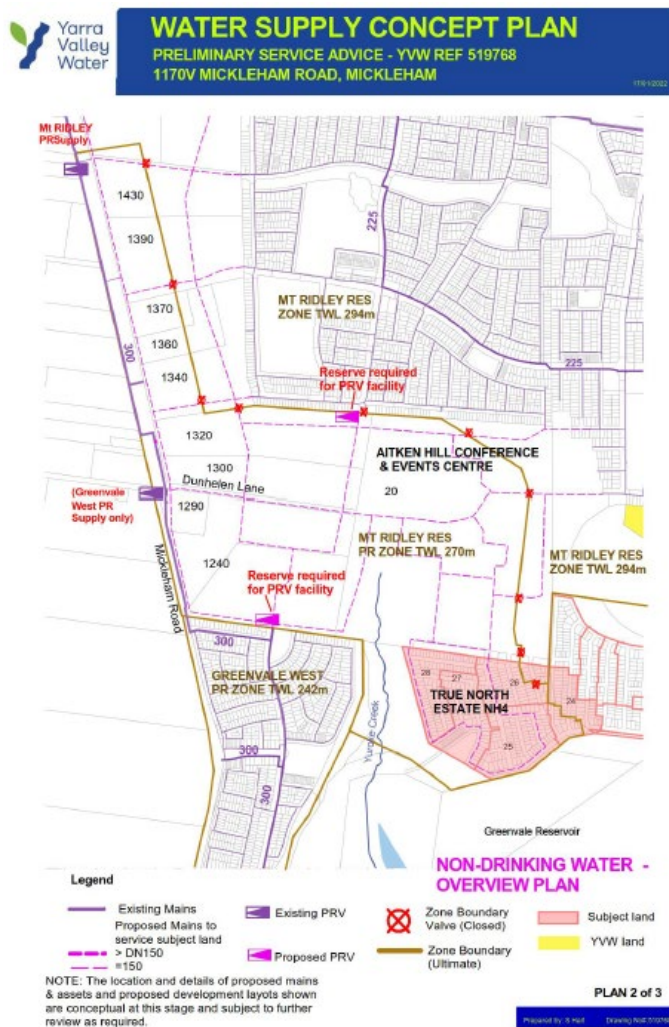 Yarra
Valley
Water
WATER SUPPLY CONCEPT PLAN
PRELIMINARY SERVICE ADVICE - YVW REF 519768
1170V MICKLEHAM ROAD, MICKLEHAM
Mt RIDLEY
PRSupply
1430
1390
225
1370
1360
1340
300
MT RIDLEY RES
ZONE TWL 294m
225
Reserve required
for PRV facility
1320
1300
AITKEN HILL CONFERENCE
& EVENTS CENTRE
Dunhelen Lane
20
(Greenvale
West PR
Supply only)
1290
1240
MT RIDLEY RES
PR ZONE TWL 270m
MT RIDLEY RES
ZONE TWL 294m
Mickleham Road
Reserve required
for PRV facility
300
GREENVALE WEST
PR ZONE TWL 242m
28
27
26
24
TRUE NORTH
ESTATE NH4
25
Yuroke Creek
300
300
Greenvale Reservoir
NON-DRINKING WATER -
OVERVIEW PLAN
Legend
Existing Mains
Proposed Mains to
service subject land
> DN150
=150
Existing PRV
Proposed PRV
Zone Boundary
Valve (Closed)
Zone Boundary
(Ultimate)
Subject land
YVW land
NOTE: The location and details of proposed mains
& assets and proposed development layots shown
are conceptual at this stage and subject to further
review as required.
PLAN 2 of 3
Prepared by: S Hall